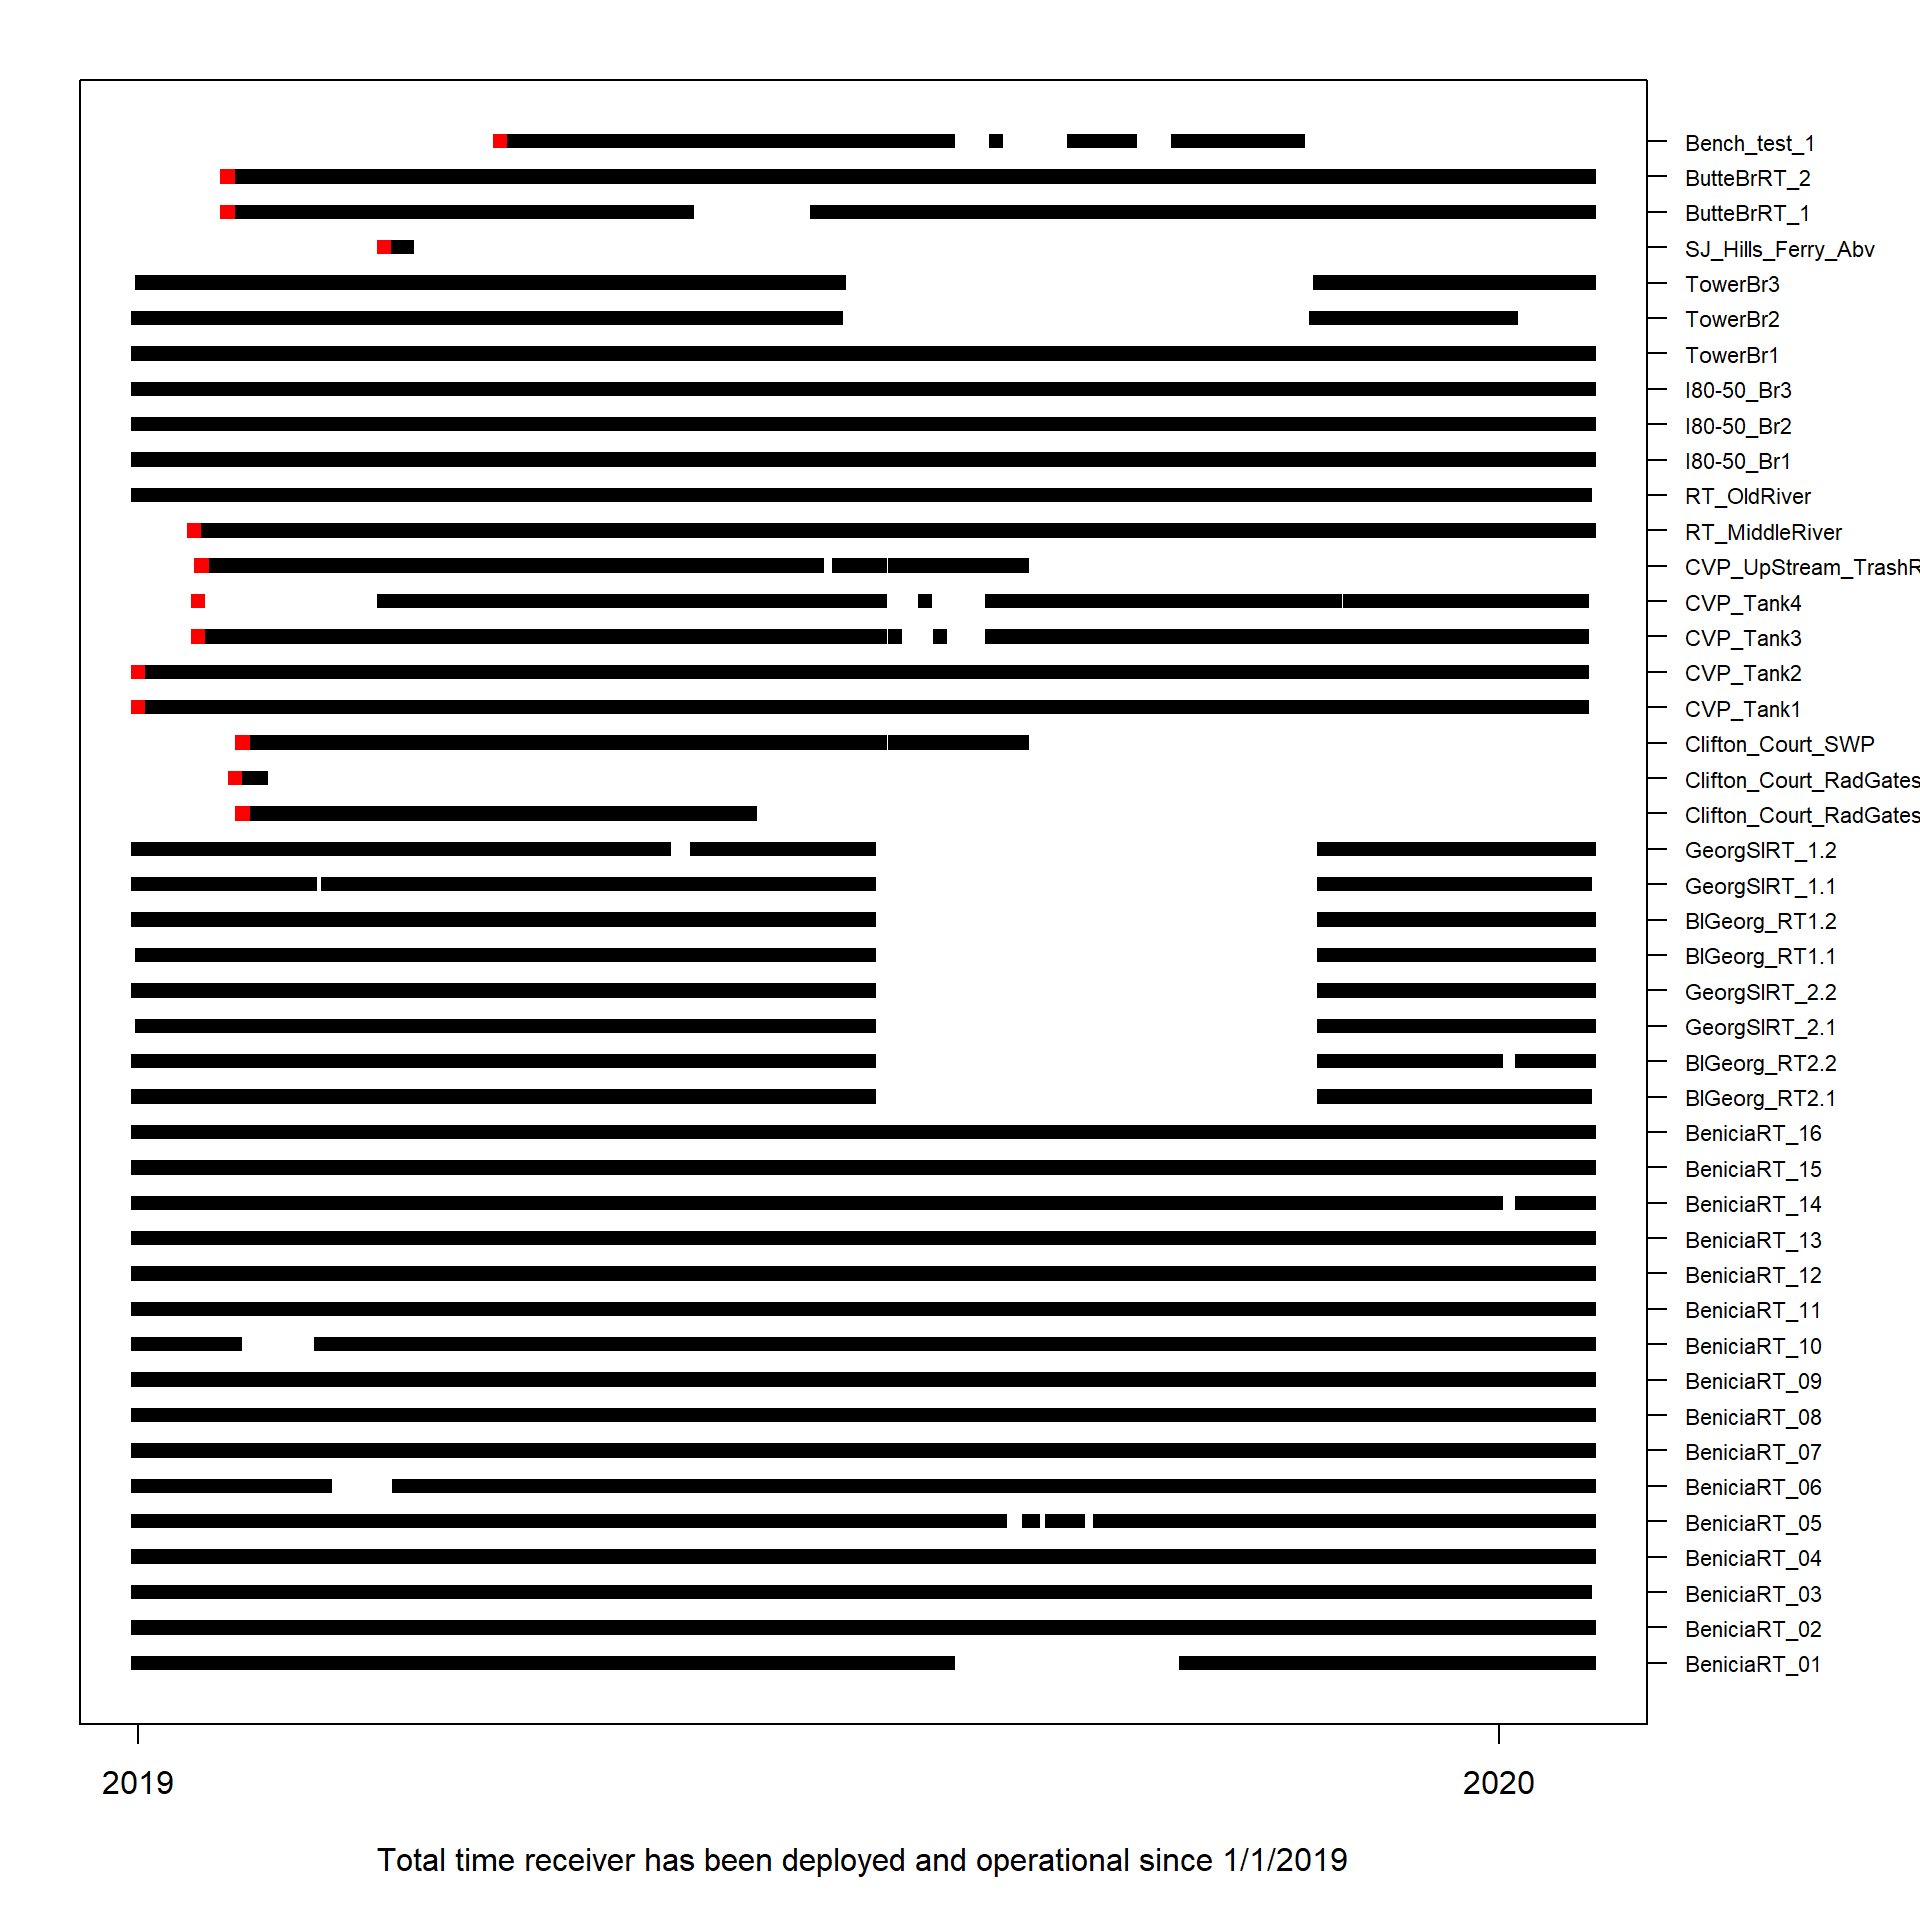 Bench_test_1
ButteBrRT_2
ButteBrRT_1
SJ_Hills_Ferry_Abv
TowerBr3
TowerBr2
TowerBr1
I80-50_Br3
I80-50_Br2
I80-50_Br1
RT_OldRiver
RT_MiddleRiver
CVP_UpStream_TrashR
CVP_Tank4
CVP_Tank3
CVP_Tank2
CVP_Tank1
Clifton_Court_SWP
Clifton_Court_RadGates
Clifton_Court_RadGates
GeorgSlRT_1.2
GeorgSlRT_1.1
BlGeorg_RT1.2
BlGeorg_RT1.1
GeorgSlRT_2.2
GeorgSlRT_2.1
BlGeorg_RT2.2
BlGeorg_RT2.1
BeniciaRT_16
BeniciaRT_15
BeniciaRT_14
BeniciaRT_13
BeniciaRT_12
BeniciaRT_11
BeniciaRT_10
BeniciaRT_09
BeniciaRT_08
BeniciaRT_07
BeniciaRT_06
BeniciaRT_05
BeniciaRT_04
BeniciaRT_03
BeniciaRT_02
BeniciaRT_01
2019 2020
Total time receiver has been deployed and operational since 1/1/2019